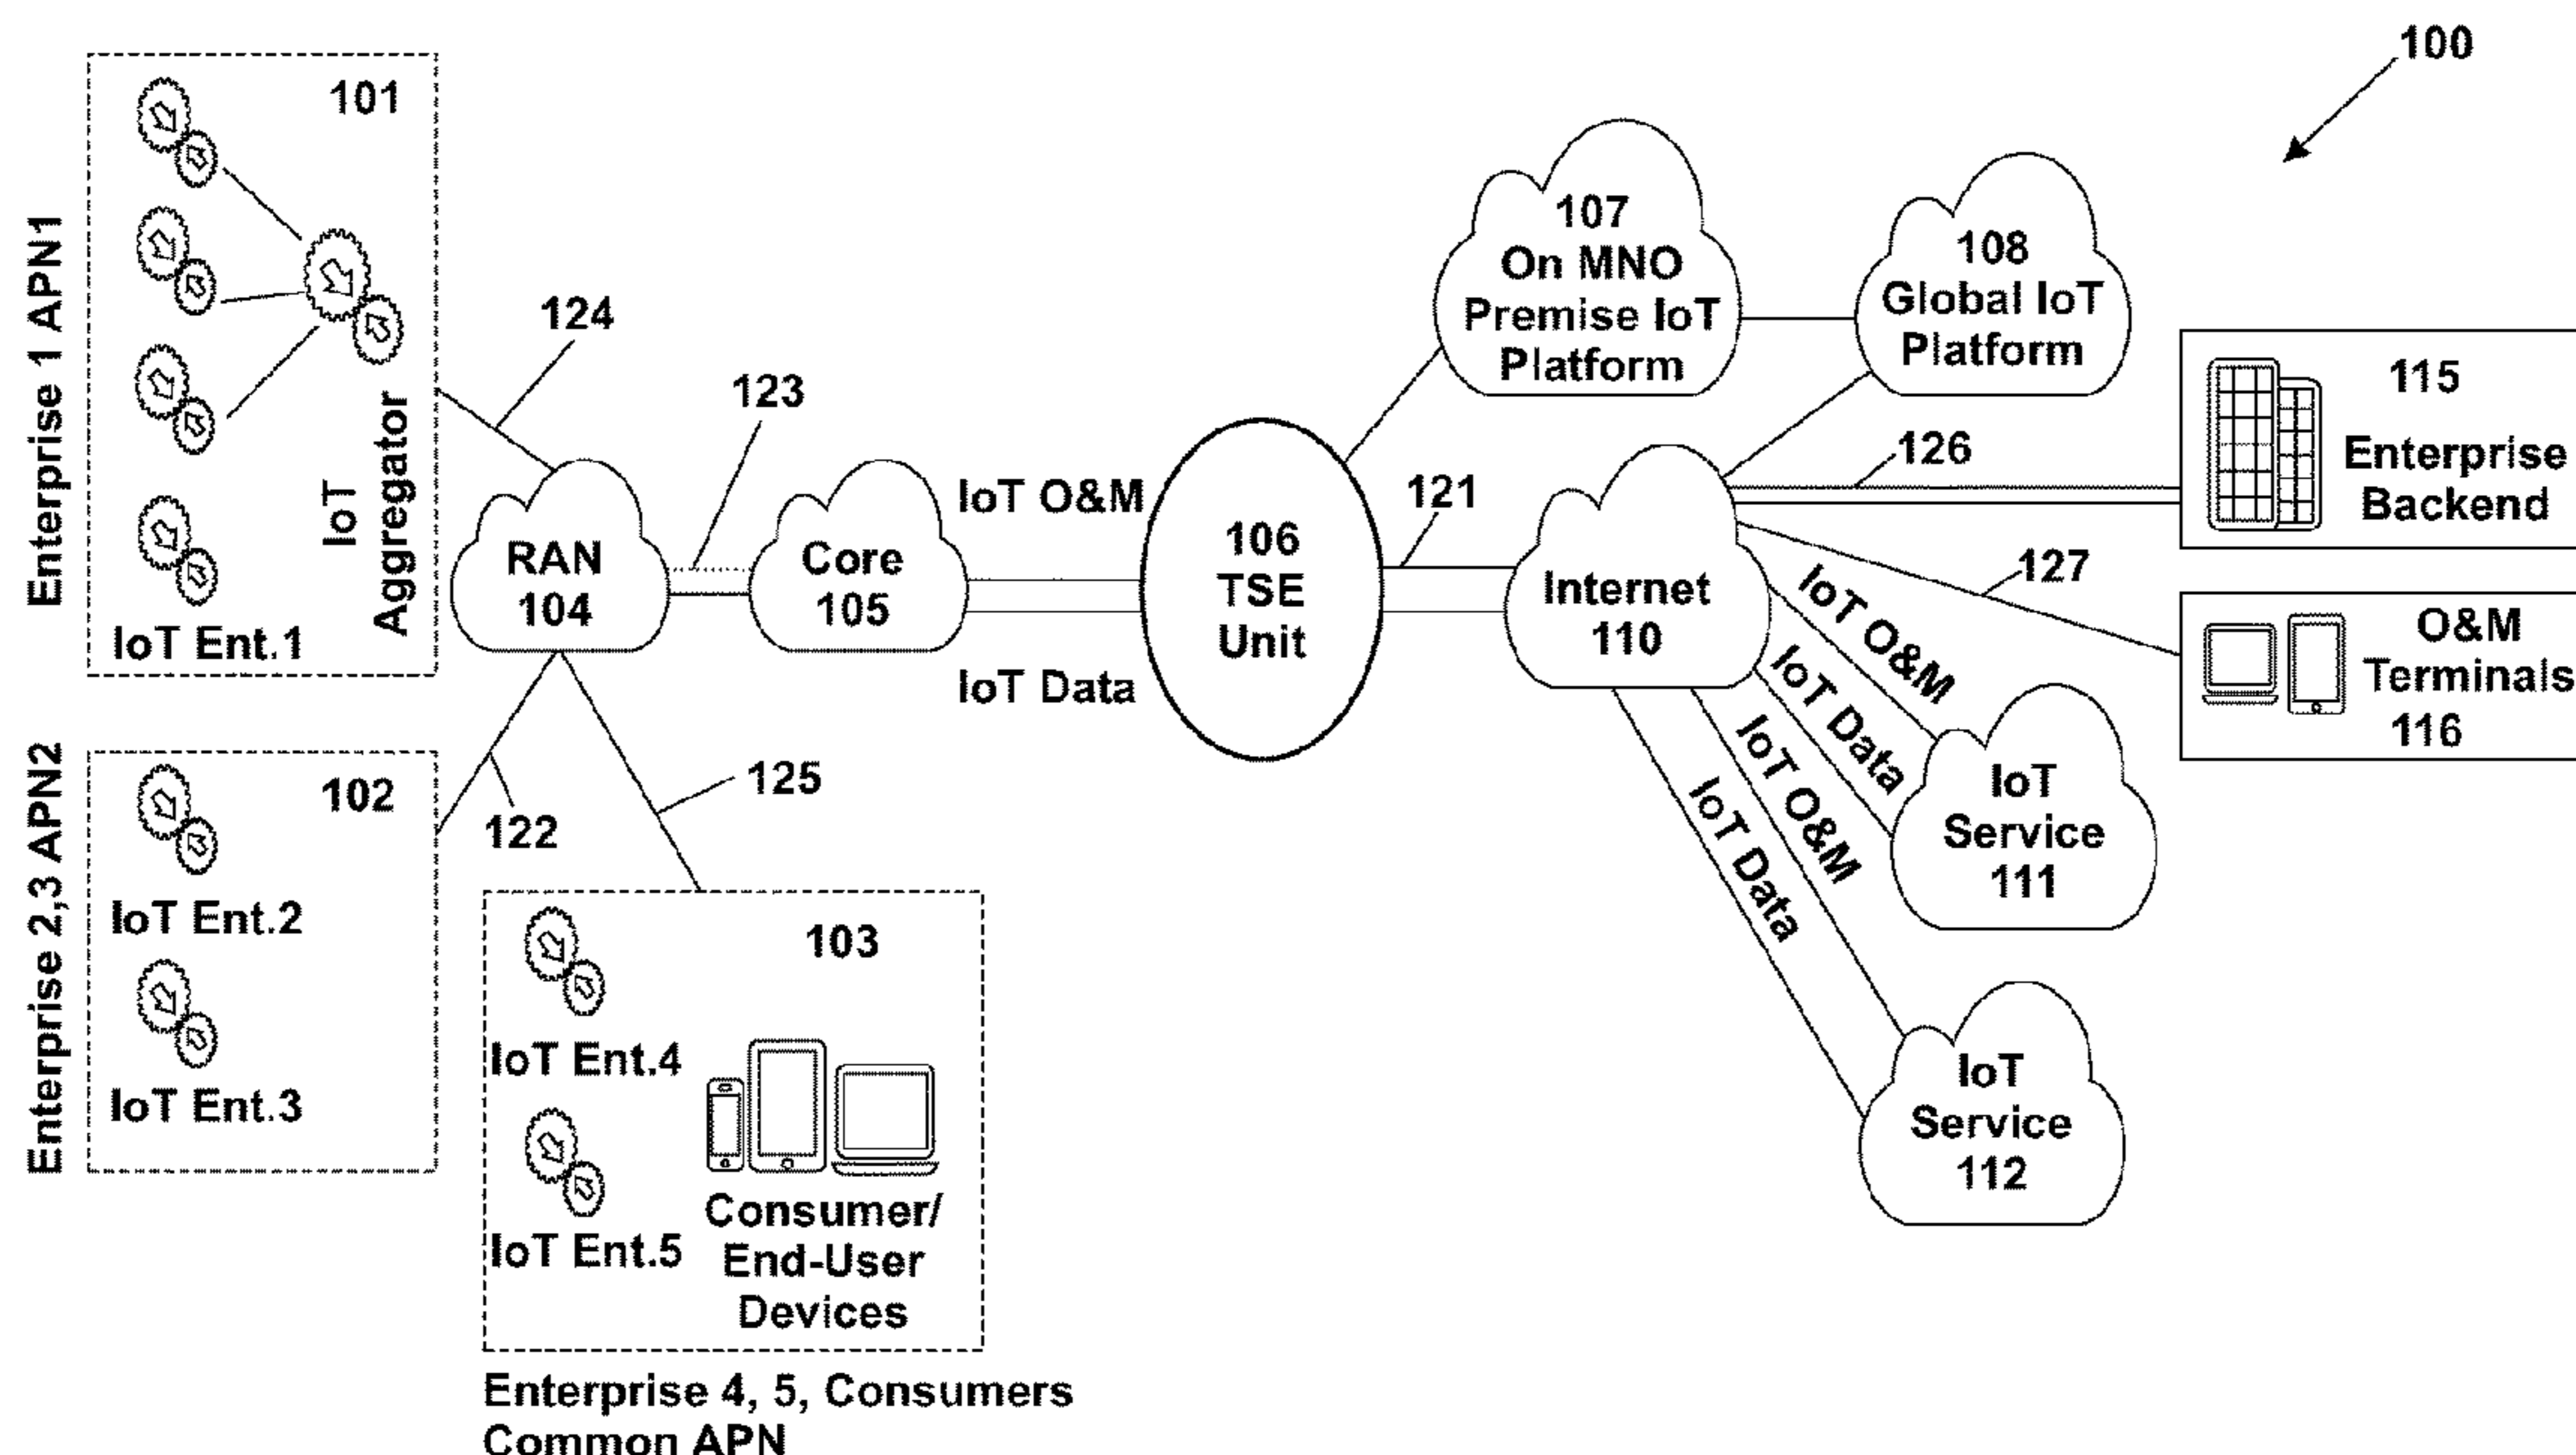 100
Enterprise 1 APN1
101
IoT
Aggregator
IoT Ent.1
124
123
RAN
104
Core
105
IoT O&M
IoT Data
106
TSE
Unit
107
On MNO
Premise IoT
Platform
108
Global IoT
Platform
121
Internet
110
126
127
115
Enterprise
Backend
O&M
Terminals
116
IoT O&M
IoT Data
IoT O&M
IoT Data
IoT
Service
111
IoT
Service
112
Enterprise 2,3 APN2
102
IoT Ent.2
IoT Ent.3
122
125
103
IoT Ent.4
IoT Ent.5
Consumer/
End-User
Devices
Enterprise 4, 5, Consumers
Common APN